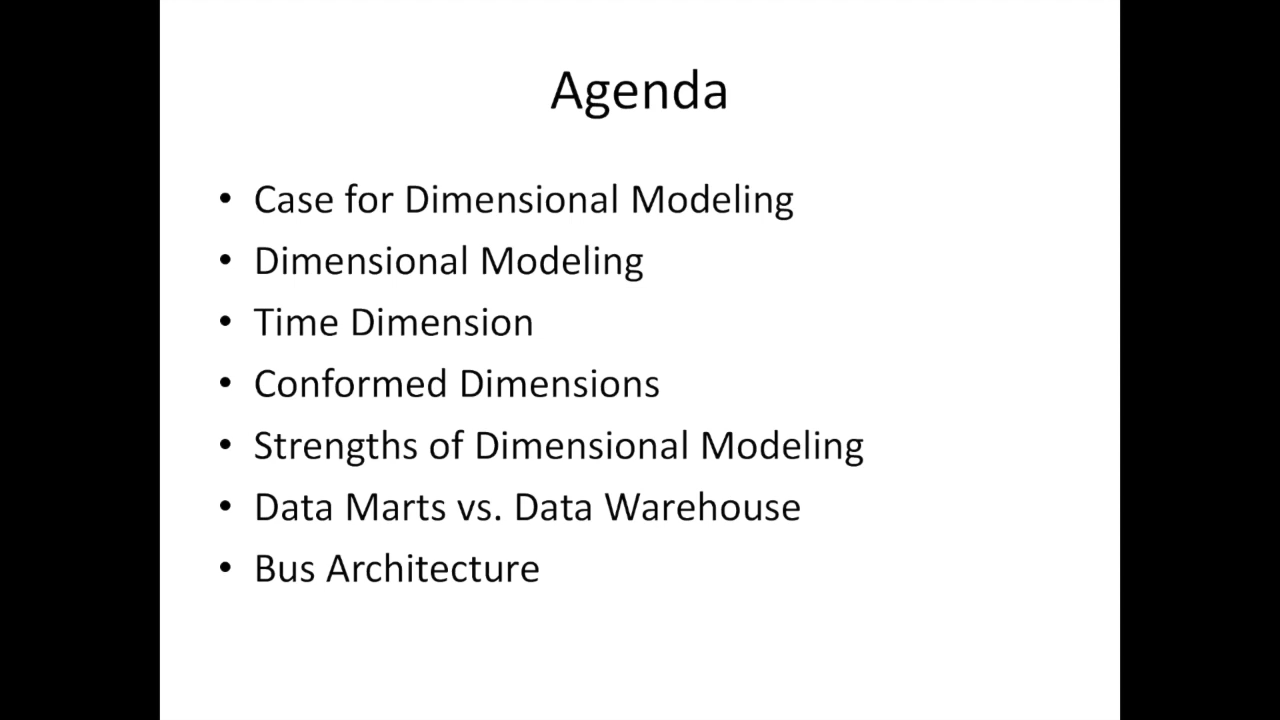 Agenda
• Case for Dimensional Modeling
• Dimensional Modeling
• Time Dimension
• Conformed Dimensions
• Strengths of Dimensional Modeling
• Data Marts vs. Data Warehouse
• Bus Architecture